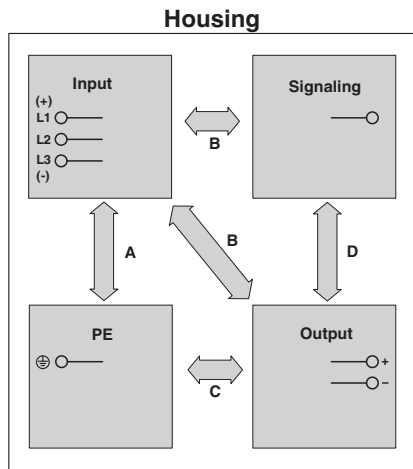 Housing
Input
(+)
L1
L2
L3
(-)
B
Signaling
A
B
D
PE
C
Output
+
–